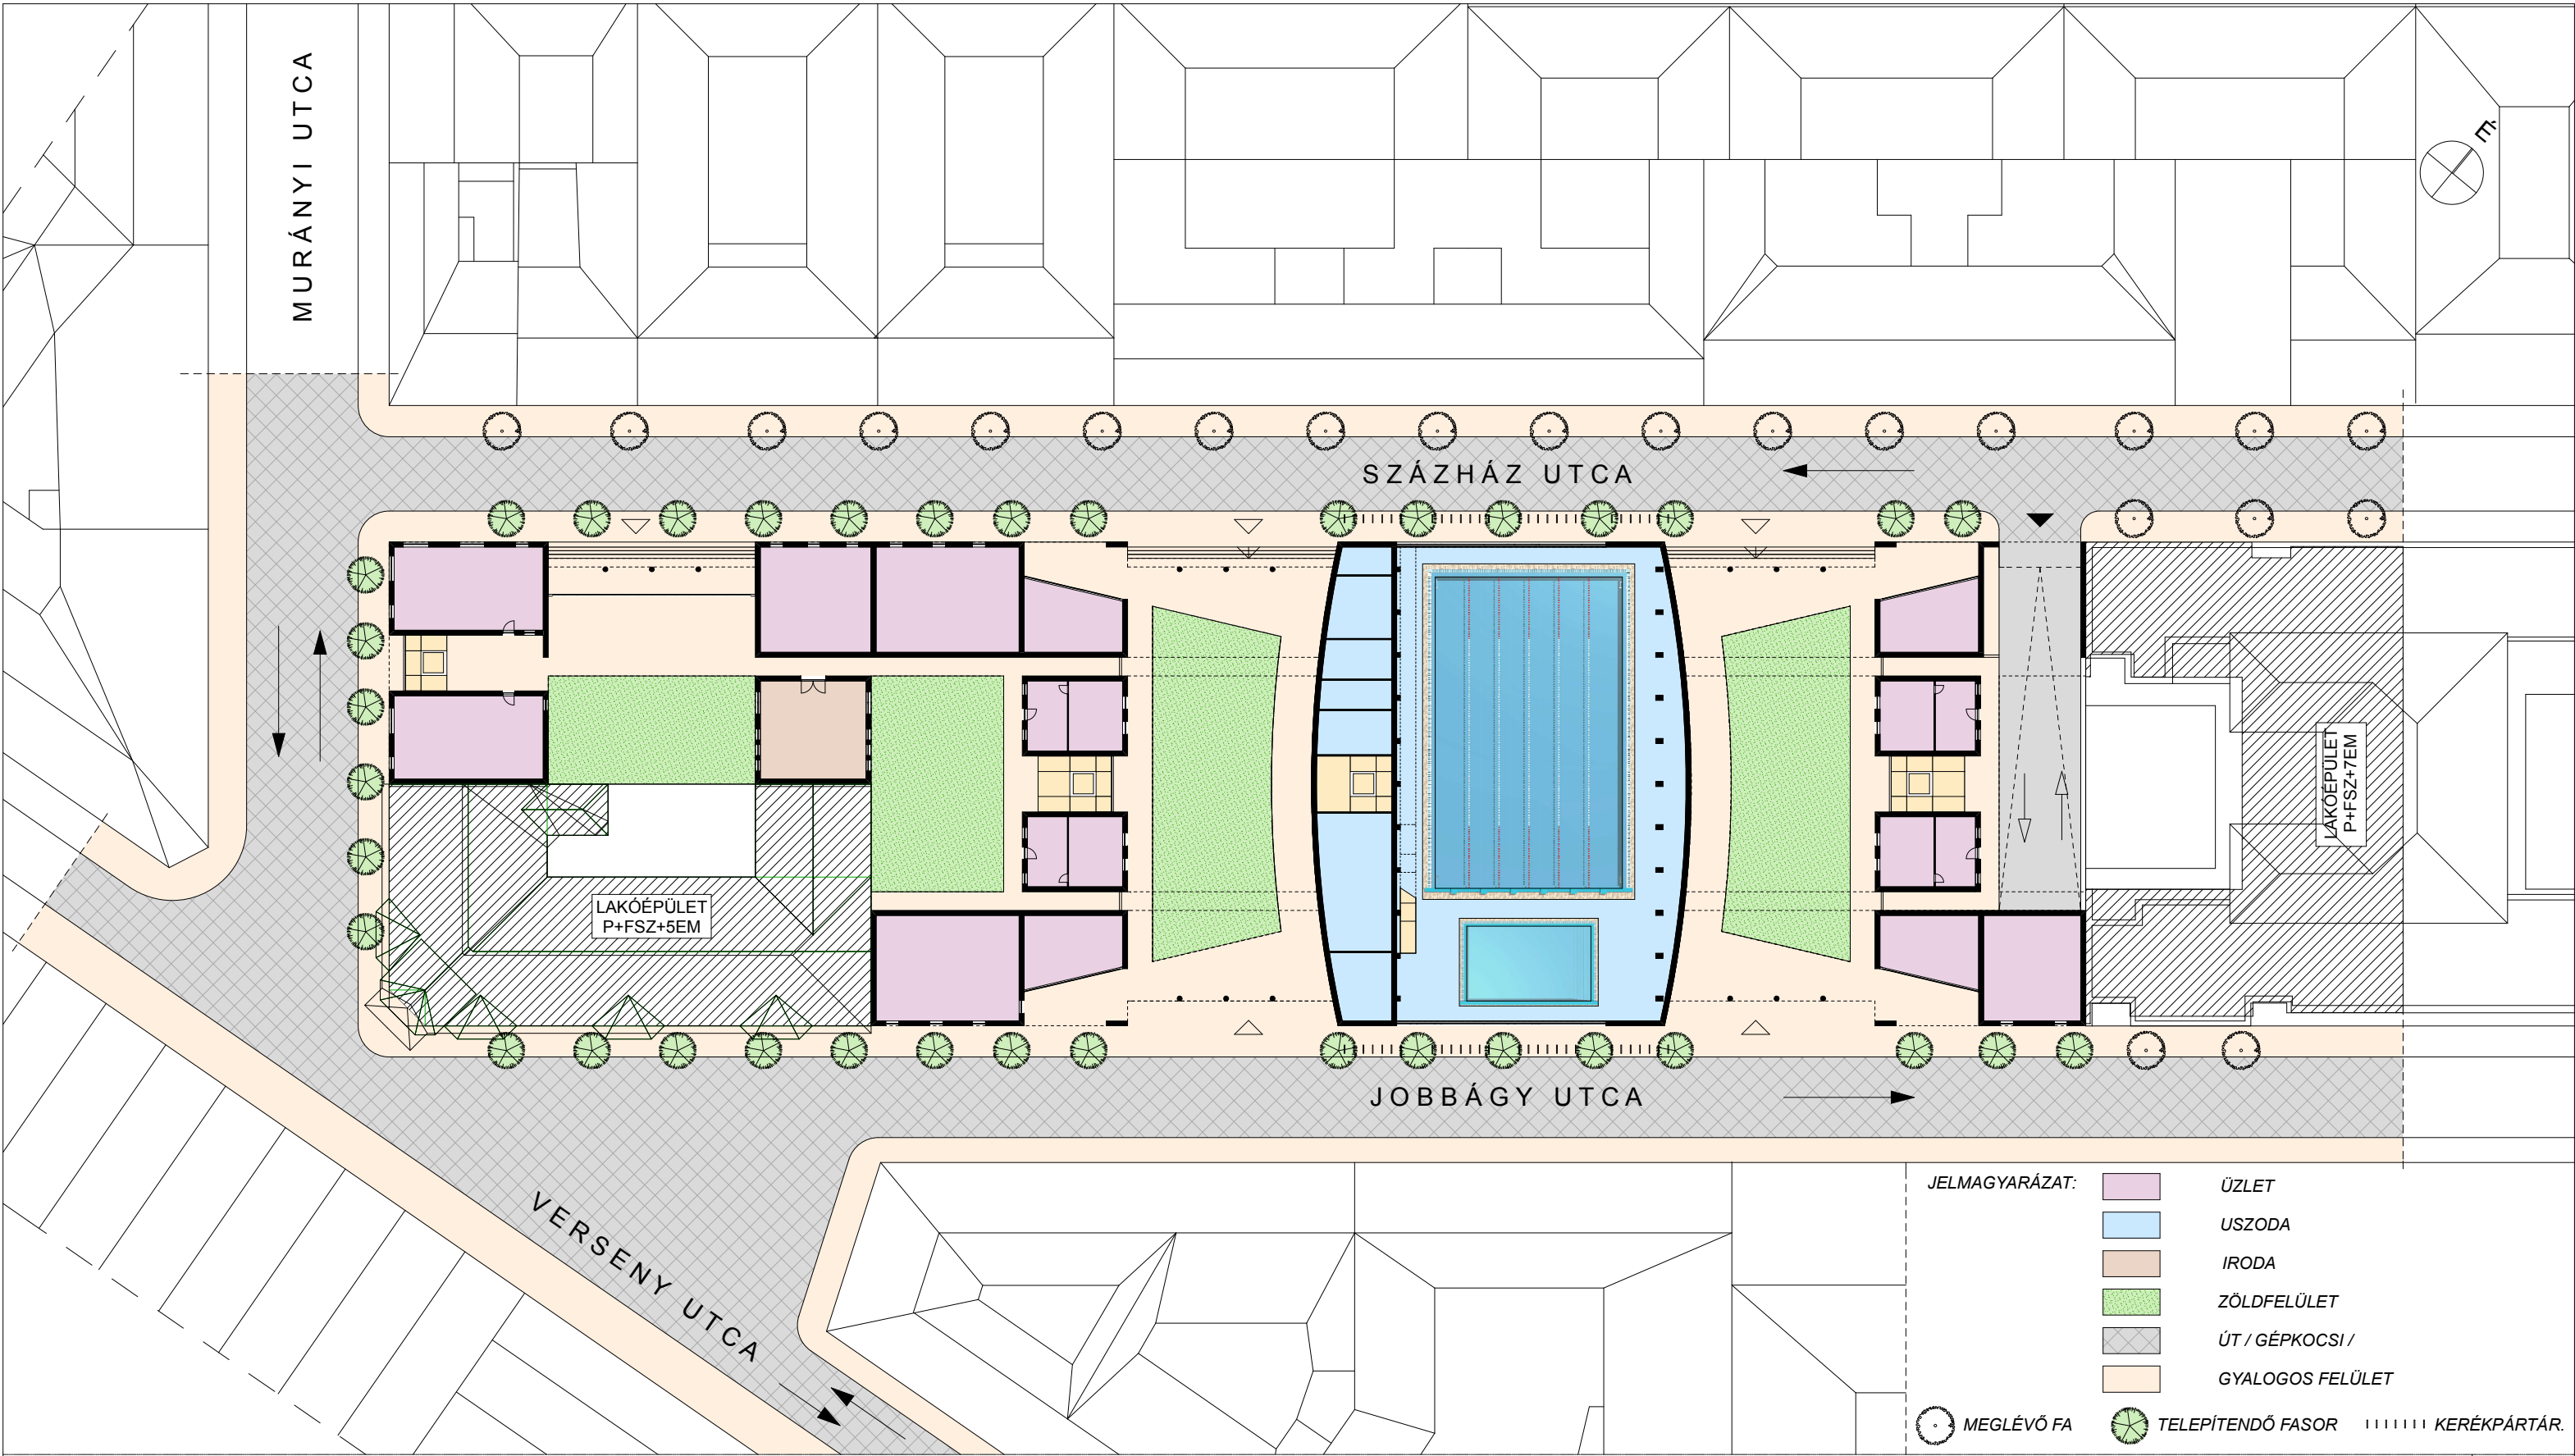 MURÁNYI UTCA
É
SZÁZHÁZ UTCA
LAKÓÉPÜLET
P+FSZ+7EM
LAKÓÉPÜLET
P+FSZ+5EM
JOBBÁGY UTCA
VERSENY UTCA
JELMAGYARÁZAT:
ÜZLET
USZODA
IRODA
ZÖLDFELÜLET
ÚT / GÉPKOCSI /
GYALOGOS FELÜLET
MEGLÉVŐ FA
TELEPÍTENDŐ FASOR
KERÉKPÁRTÁR.